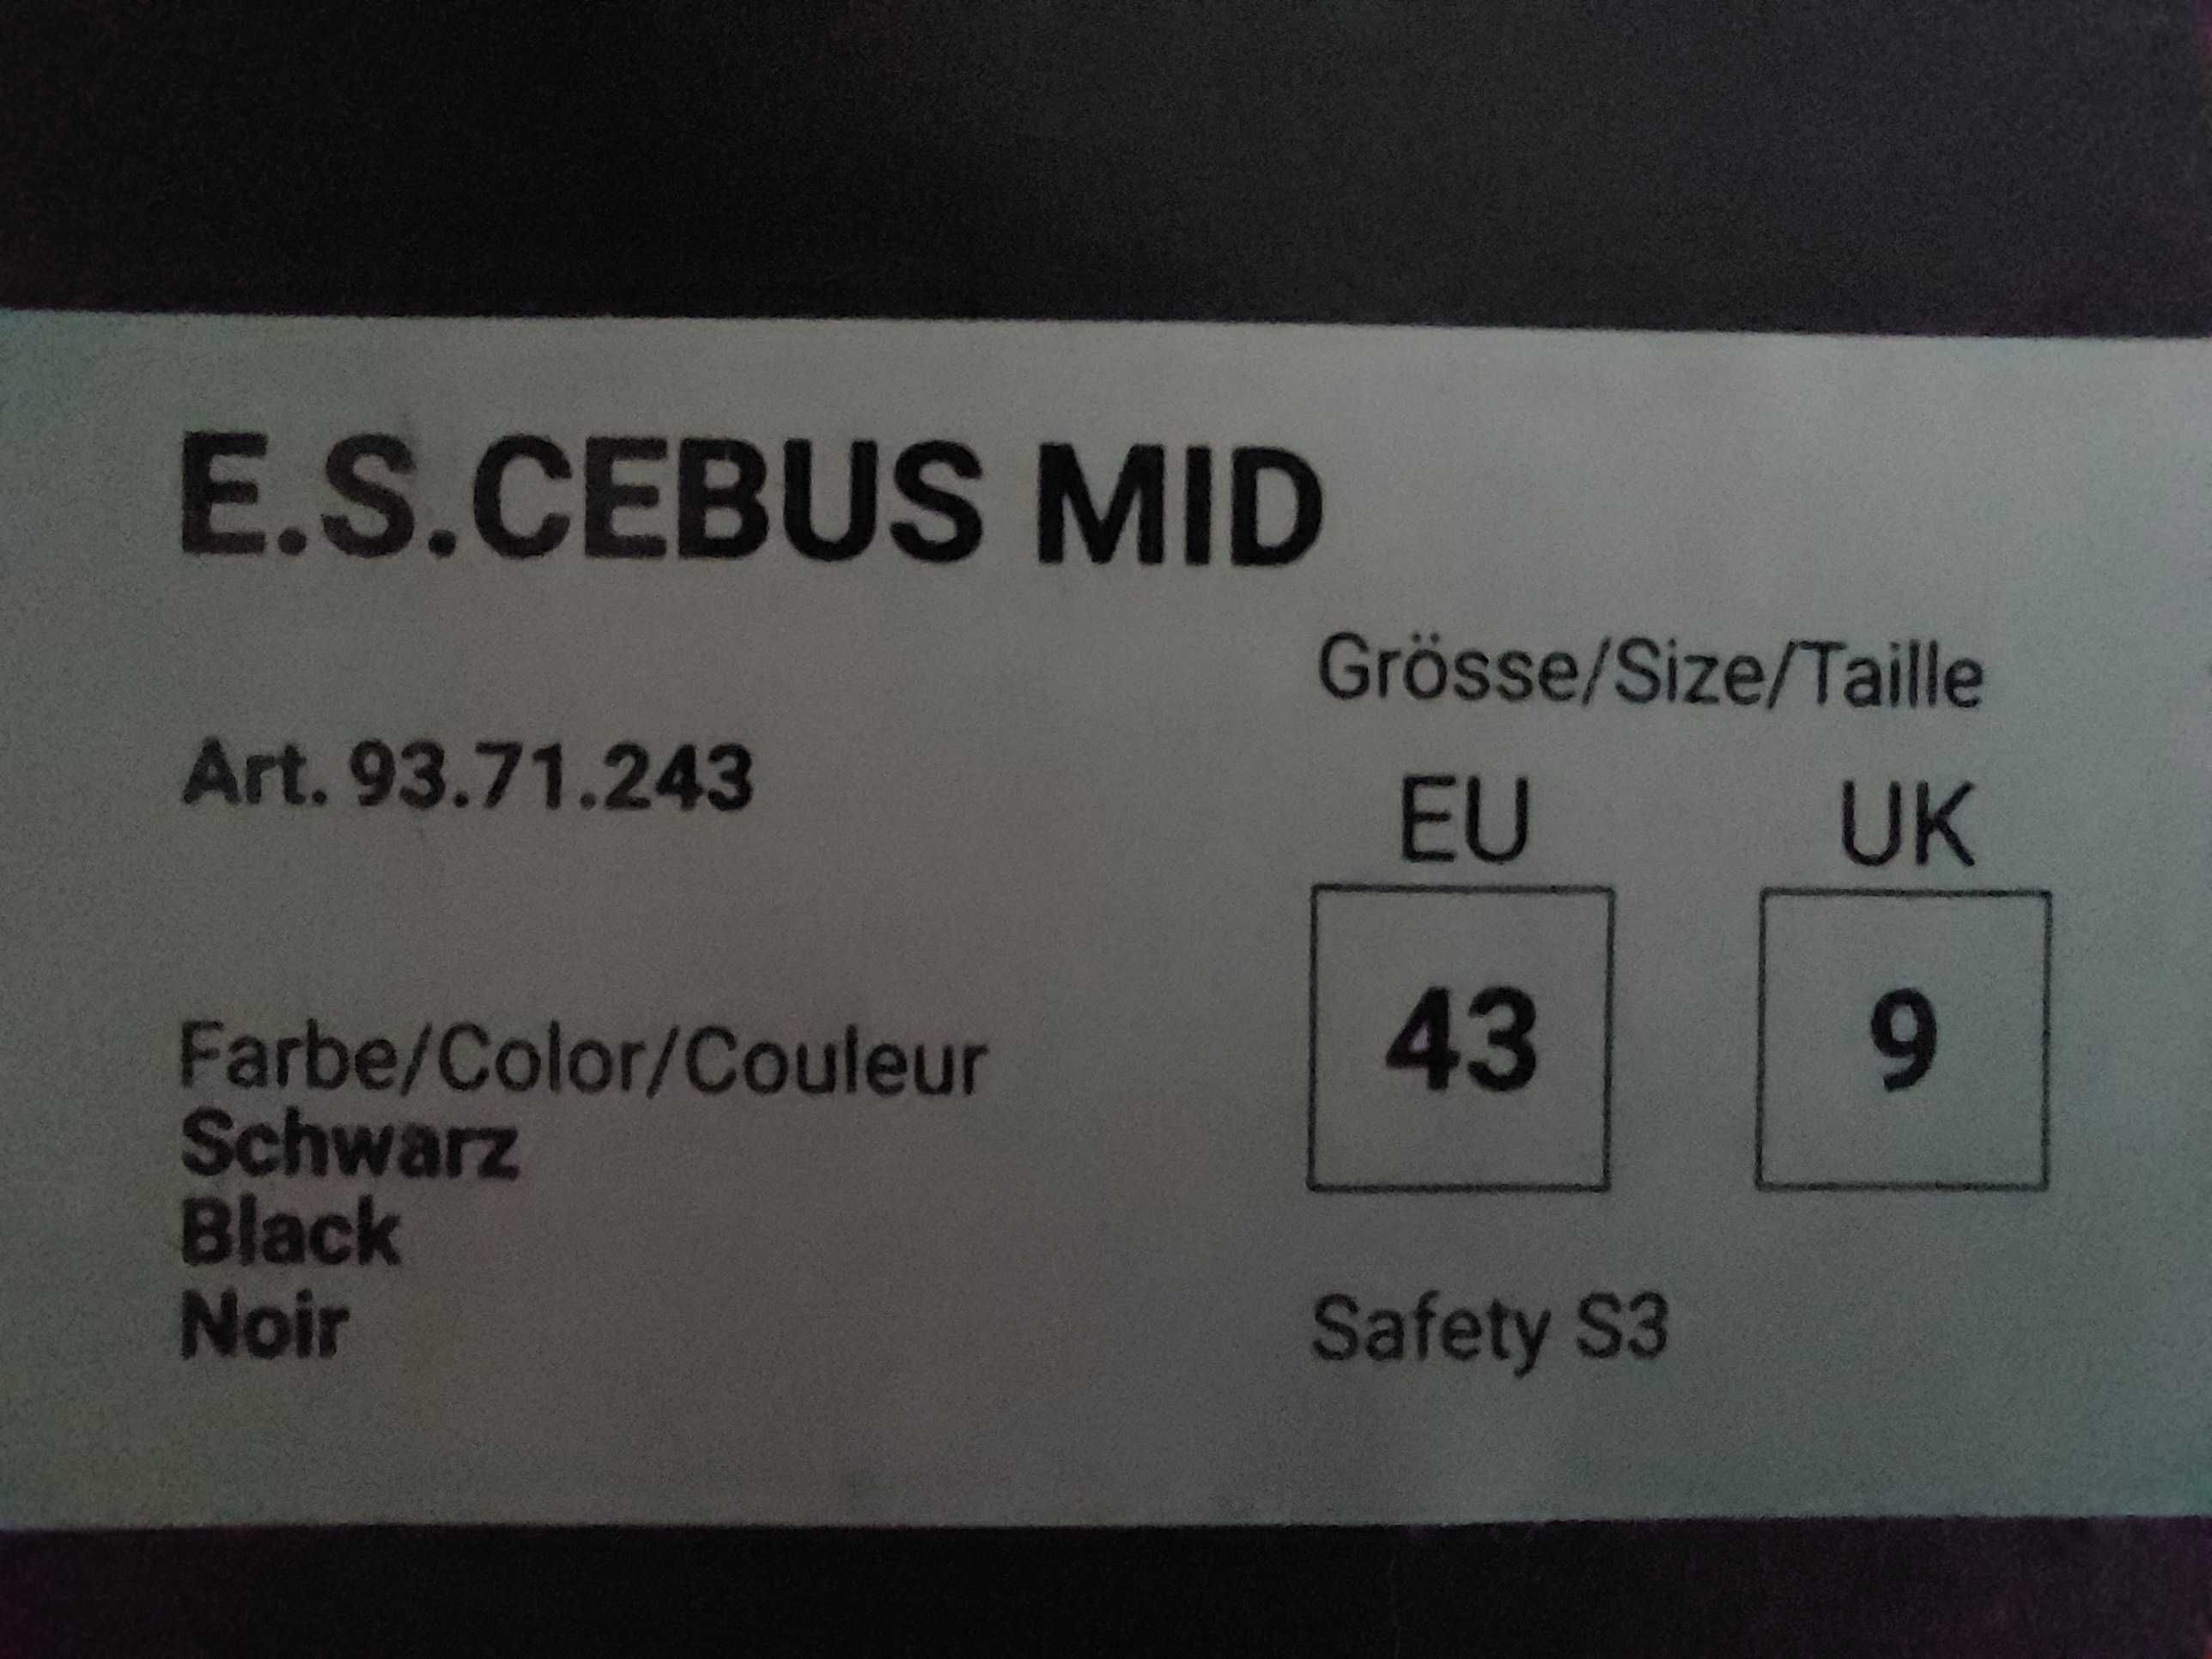 E.S.CEBUS MID
Grösse/Size/Taille
Art. 93.71.243
EU UK
43 9
Farbe/Color/Couleur
Schwarz
Black
Noir
Safety S3